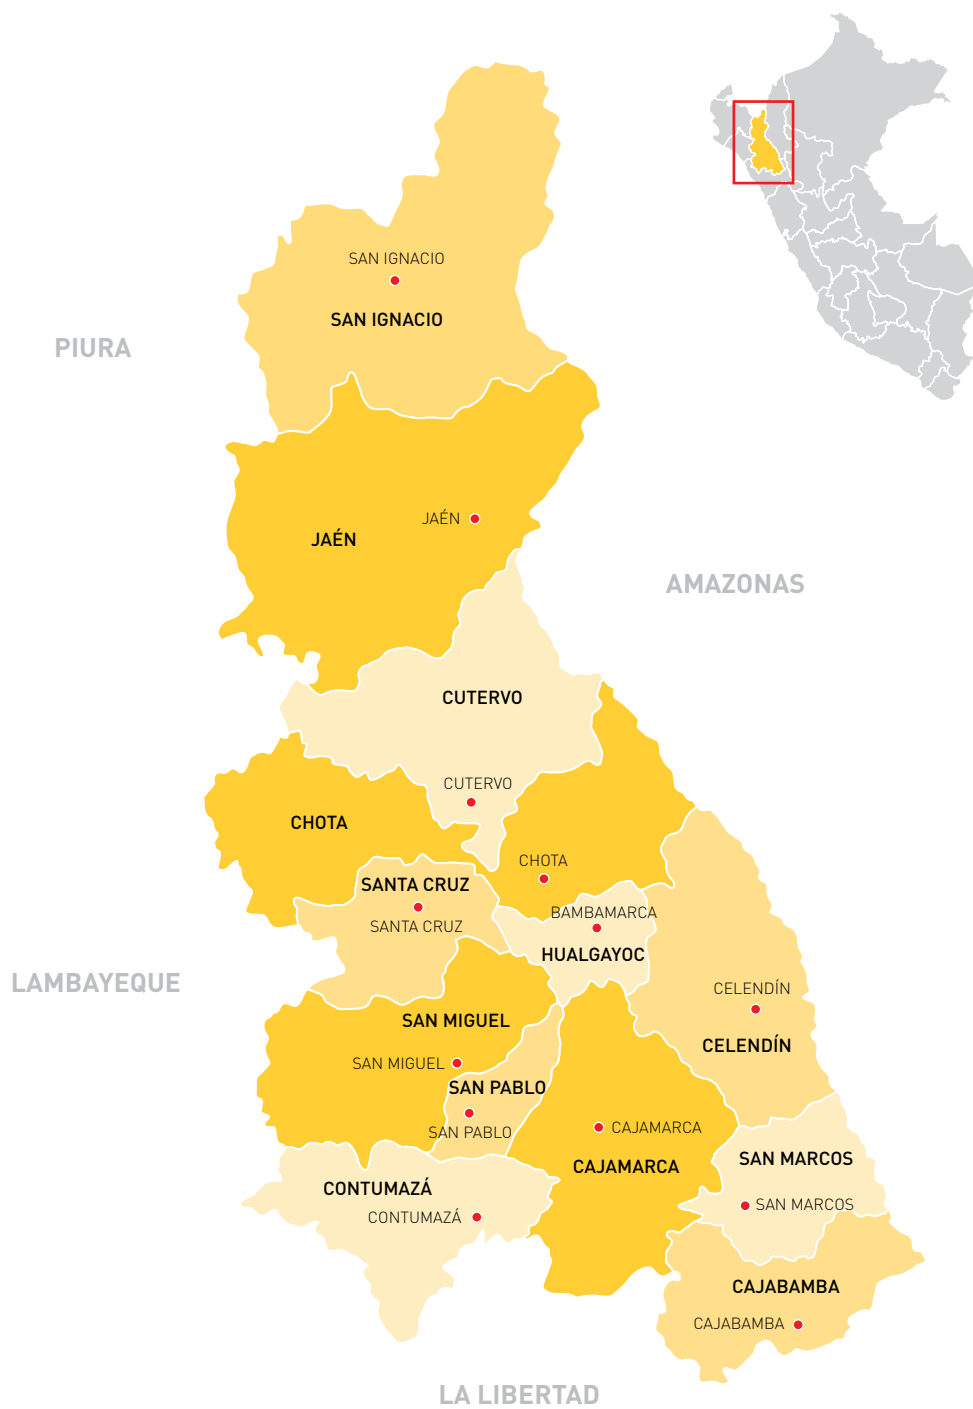 SAN IGNACIO
SAN IGNACIO
PIURA
JAÉN
JAÉN
AMAZONAS
CUTERVO
CUTERVO
CHOTA
CHOTA
SANTA CRUZ
SANTA CRUZ
BAMBAMARCA
HUALGAYOC
LAMBAYEQUE
CELENDÍN
CELENDÍN
SAN MIGUEL
SAN MIGUEL
SAN PABLO
SAN PABLO
CAJAMARCA
CAJAMARCA
SAN MARCOS
SAN MARCOS
CONTUMAZÁ
CONTUMAZÁ
CAJABAMBA
CAJABAMBA
LA LIBERTAD